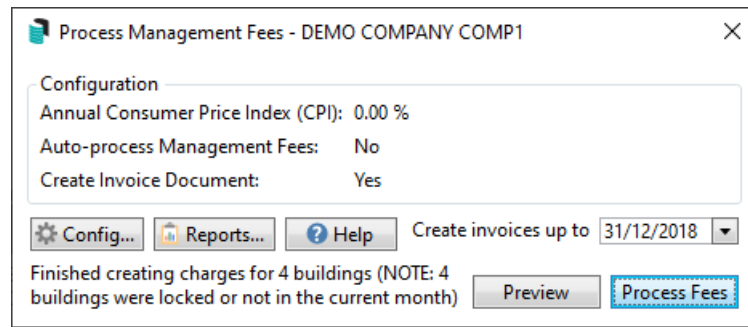 Process Management Fees - DEMO COMPANY COMP1
Configuration
Annual Consumer Price Index (CPI): 0.00 %
Auto-process Management Fees: No
Create Invoice Document: Yes
Config... Reports... Help Create invoices up to 31/12/2018
Finished creating charges for 4 buildings (NOTE: 4
buildings were locked or not in the current month)
Preview Process Fees